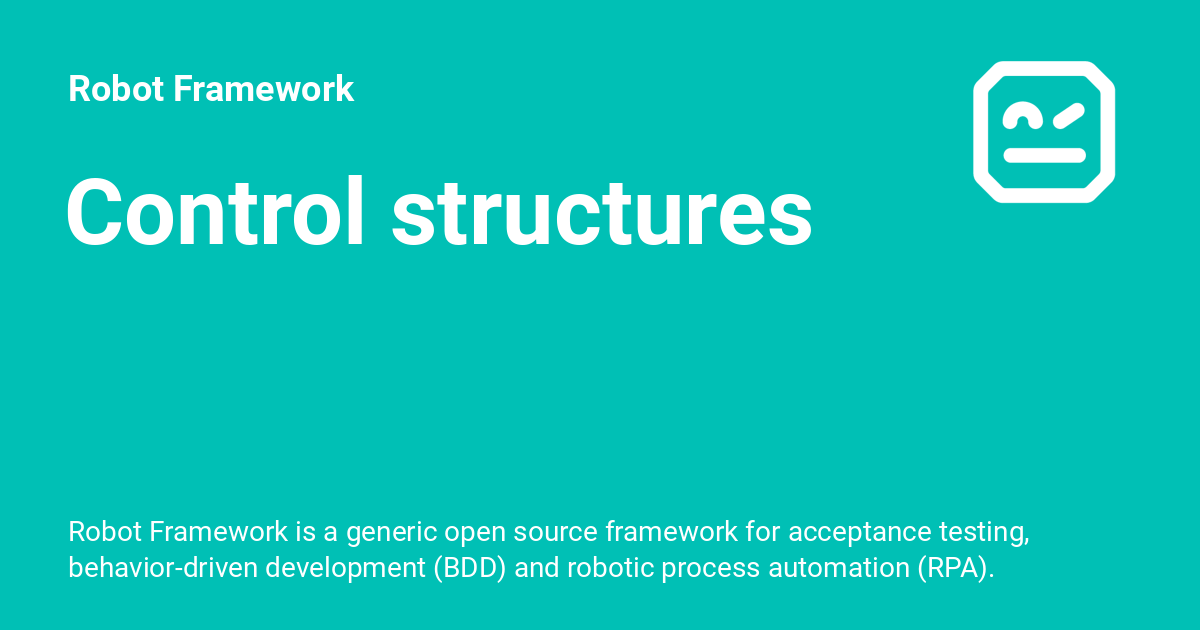 Robot Framework
Control structures
Robot Framework is a generic open source framework for acceptance testing,
behavior-driven development (BDD) and robotic process automation (RPA).